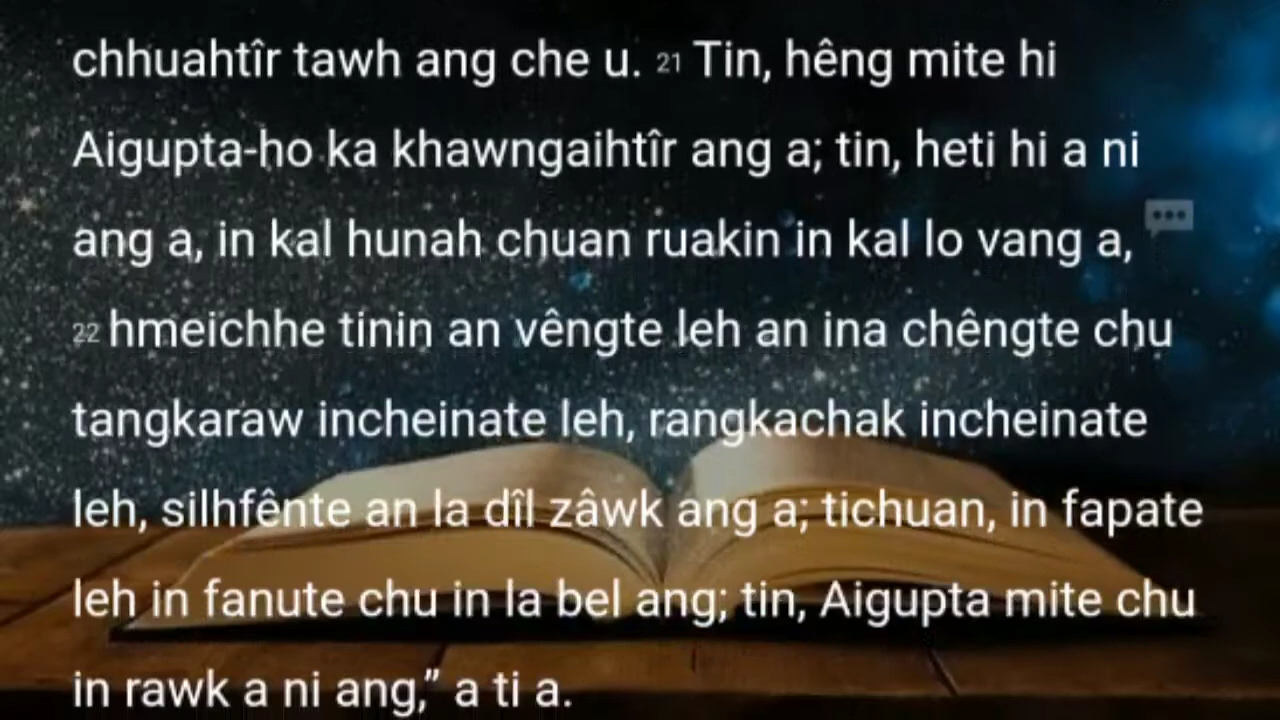 chhuahtîr tawh ang che u. 21 Tin, hêng mite hi
Aigupta-ho ka khawngaihtîr ang a; tin, heti hi a ni
ang a, in kal hunah chuan ruakin in kal lo vang a,
22 hmeichhe tinin an vêngte leh an ina chêngte chu
tangkaraw incheinate leh, rangkachak incheinate
leh, silhfênte an la dîl zâwk ang a; tichuan, in fapate
leh in fanute chu in la bel ang; tin, Aigupta mite chu
in rawk a ni ang,” a ti a.